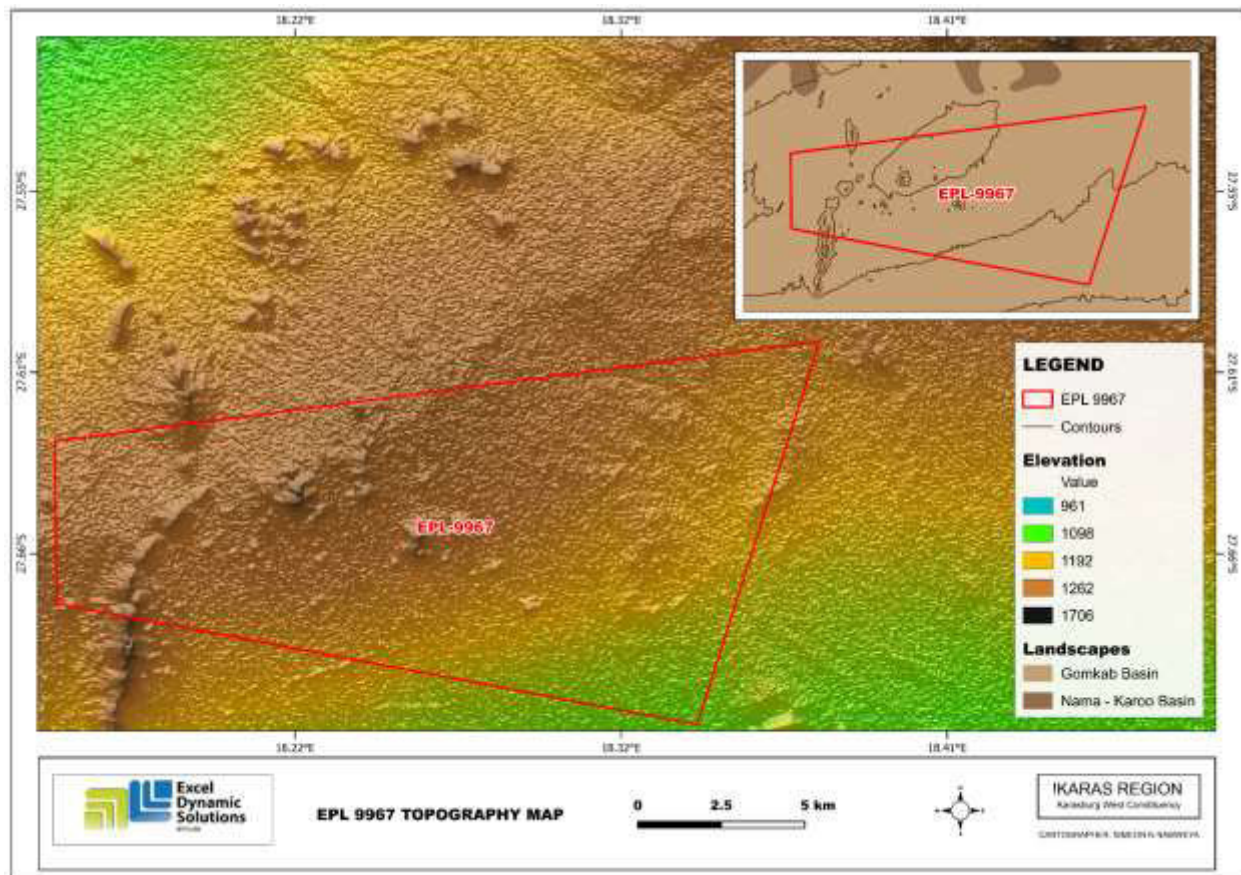 18.22°E 18.32°E 18.41°E
27.55°S 27.55°S
27.61°S 27.61°S
27.66°S 27.66°S
EPL-9967
EPL-9967
LEGEND
EPL 9967
Contours
Elevation
Value
961
1098
1192
1262
1706
Landscapes
Gomkab Basin
Nama - Karoo Basin
18.22°E 18.32°E 18.41°E
Excel
Dynamic
Solutions
EPL 9967 TOPOGRAPHY MAP
0 2.5 5 km
!KARAS REGION
Karasburg West Constituency